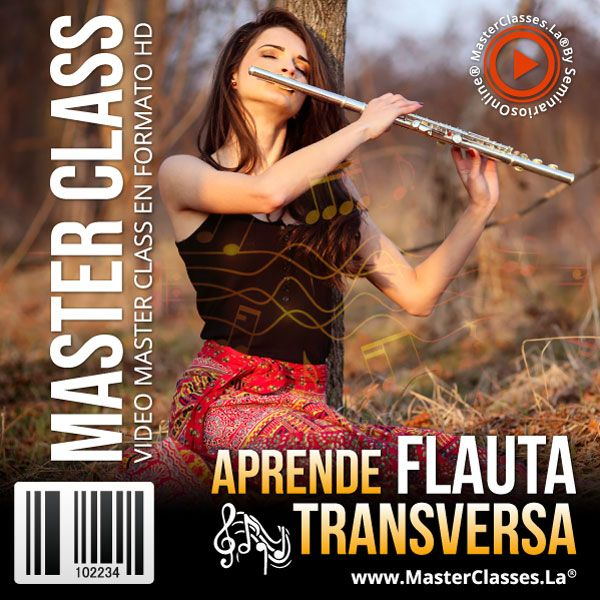 MASTER CLASS
VIDEO MASTER CLASS EN FORMATO HD
MasterClasses.La® By SeminariosOnline®
APRENDE FLAUTA
TRANSVERSA
102234
www.MasterClasses.La®